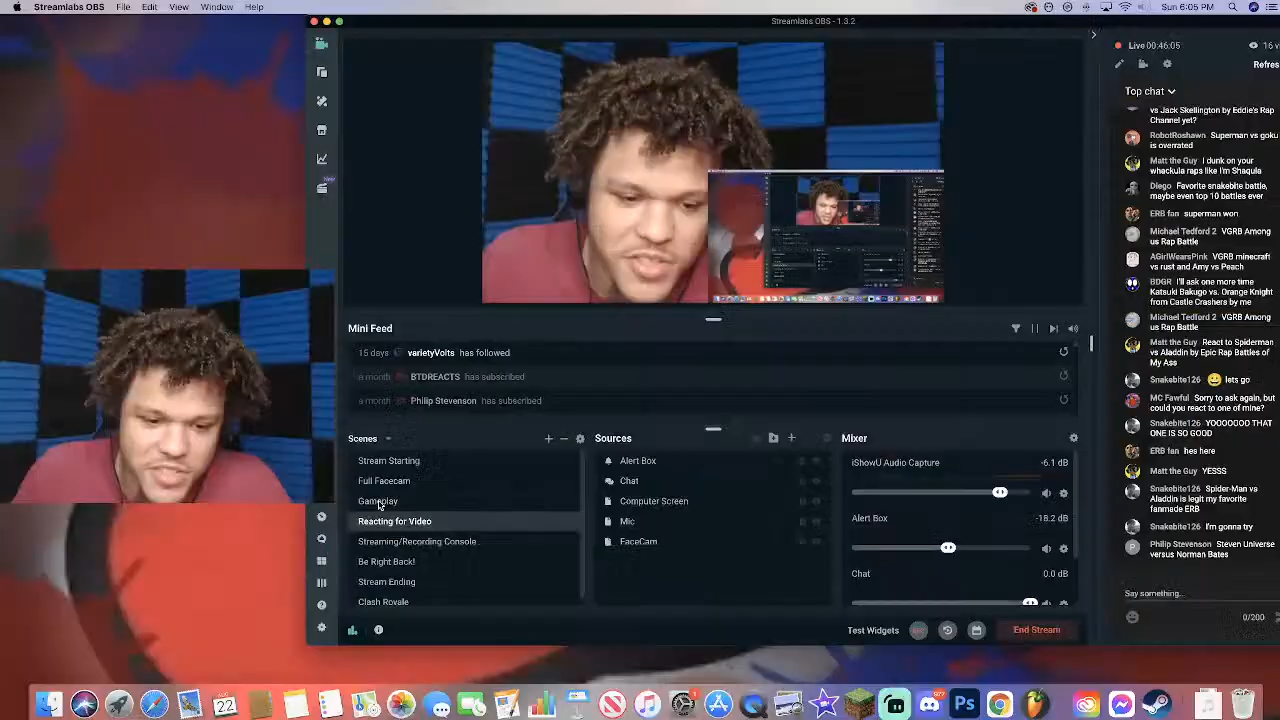 Streamlabs OBS File Edit View Window Help
Sun 6:05 PM
Streamlabs OBS - 1.3.2
Live 00:46:05
16 v
Refres
Top chat
vs Jack Skellington by Eddie's Rap
Channel yet?
RobotRoshawn Superman vs goku
is overrated
Matt the Guy I dunk on your
whackula raps like I'm Shaquile
Diego Favorite snakebite battle,
maybe even top 10 battles ever
ERB fan superman won
Michael Tedford 2 VGRB Among
us Rap Battle
vs rust and Amy vs Peach
BDGR I'll ask one more time
Katsuki Bakugo vs. Orange Knight
from Castle Crashers by me
Michael Tedford 2 VGRB Among
us Rap Battle
Matt the Guy React to Spiderman
vs Aladdin by Epic Rap Battles of
My Ass
Snakebite126 lets go
MC Fawful Sorry to ask again, but
could you react to one of mine?
Snakebite126 YOOOOOOD THAT
ONE IS SO GOOD
ERB fan hes here
Matt the Guy YESSS
Snakebite126 Spider-Man vs
Aladdin is legit my favorite
fanmade ERB
Snakebite126 I'm gonna try
Philip Stevenson Steven Universe
versus Norman Bates
Say something...
0/200
New
Mini Feed
15 days varietyVolts has followed
a month BTDREACTS has subscribed
a month Philip Stevenson has subscribed
Scenes
Stream Starting
Full Facecam
Gameplay
Reacting for Video
Streaming/Recording Console
Be Right Back!
Stream Ending
Clash Royale
Sources
Alert Box
Chat
Computer Screen
Mic
FaceCam
Mixer
iShowU Audio Capture -6.1 dB
Alert Box -18.2 dB
Chat 0.0 dB
Test Widgets
REC
End Stream
AUG
22
977
Ps